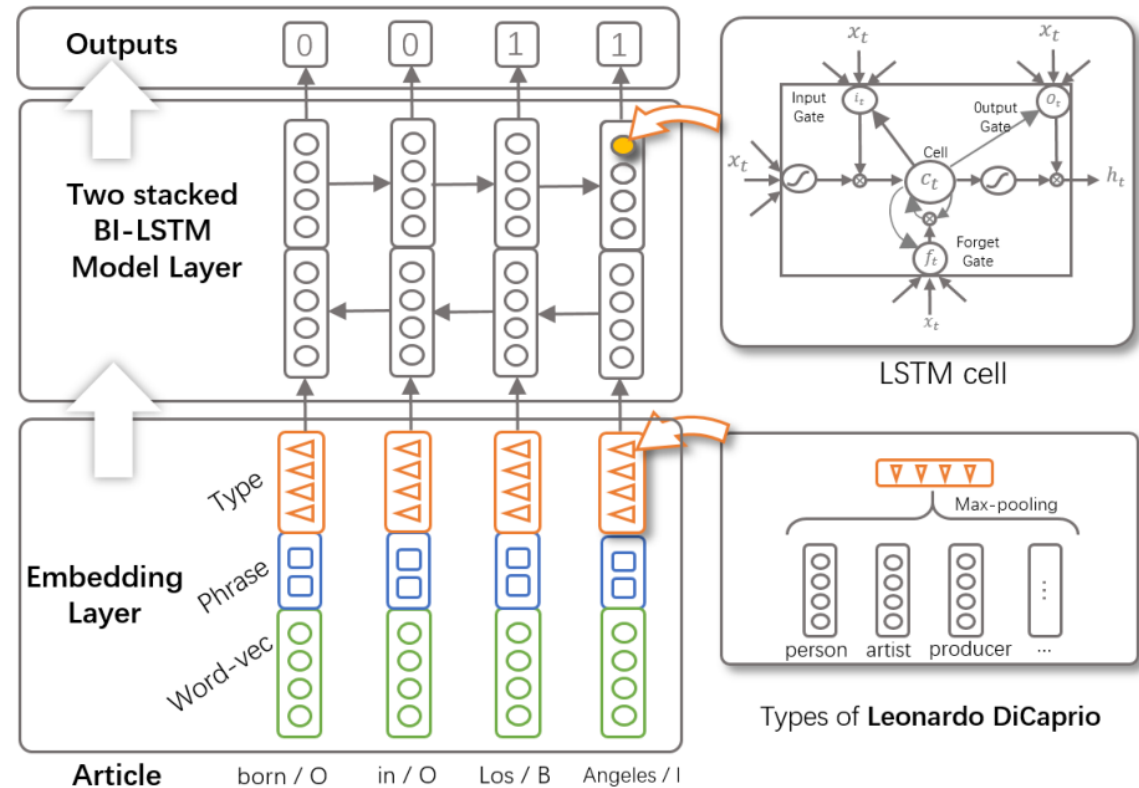 Outputs
0
0
1
1
Two stacked
BI-LSTM
Model Layer
Embedding
Layer
Type
Phrase
Word-vec
Article
born / O
in / O
Los / B
Angeles / I
x_t
x_t
Input
Gate
i_t
Output
Gate
O_t
Cell
x_t
c_t
h_t
Forget
Gate
f_t
x_t
LSTM cell
Max-pooling
person
artist
producer
...
Types of Leonardo DiCaprio